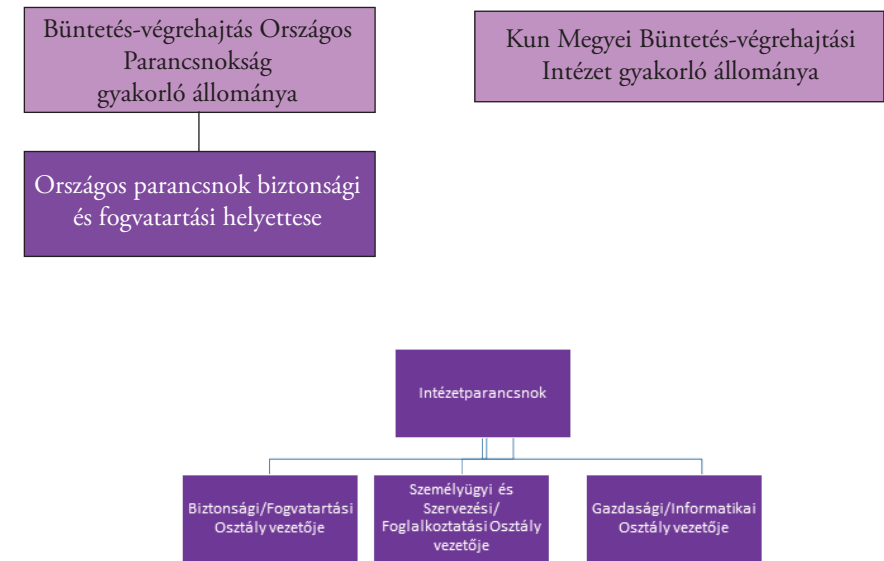 Büntetés-végrehajtás Országos
Parancsnokság
gyakorló állománya
Kun Megyei Büntetés-végrehajtási
Intézet gyakorló állománya
Országos parancsnok biztonsági
és fogvatartási helyettese
Intézetparancsnok
Biztonsági/Fogvatartási
Osztály vezetője
Személyügyi és
Szervezési/
Foglalkoztatási Osztály
vezetője
Gazdasági/Informatikai
Osztály vezetője